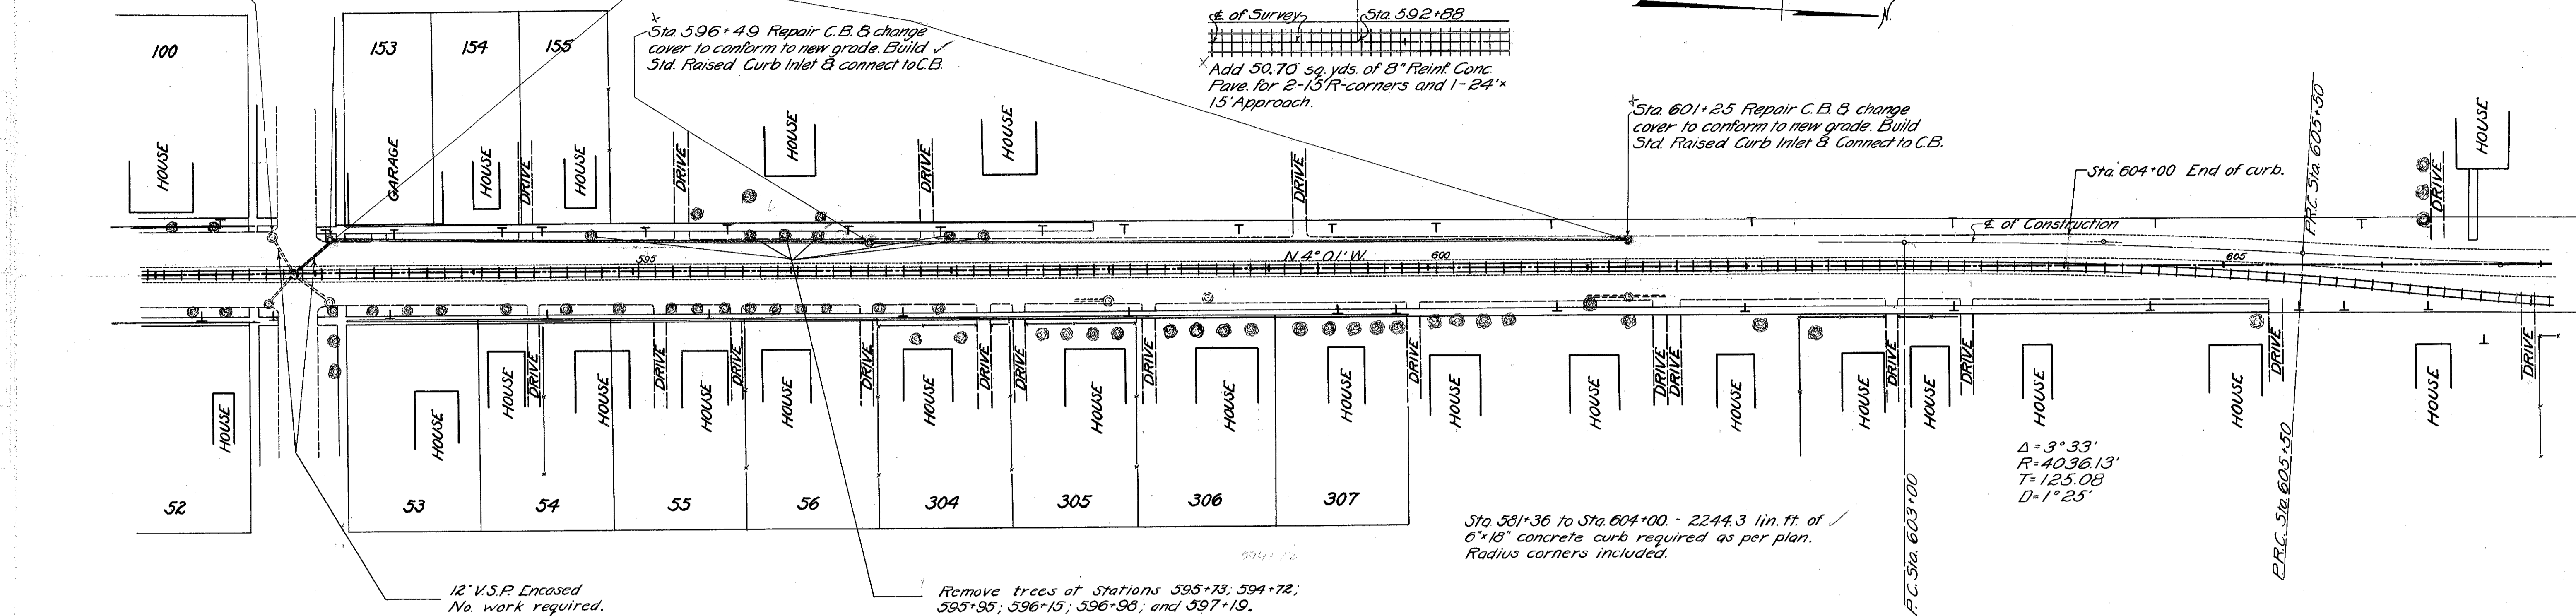 100
153
154
155
Sta. 596+49 Repair C.B. & change
cover to conform to new grade. Build ✓
Std. Raised Curb Inlet & connect to C.B.
℄ of Survey
Sta. 592+88
Add 50.70 sq. yds. of 8" Reinf. Conc.
Pave. for 2-15'R-corners and 1-24'x
15' Approach.
N.
Sta. 601+25 Repair C.B. & change
cover to conform to new grade. Build
Std. Raised Curb Inlet & Connect to C.B.
Sta. 604+00 End of curb.
P.R.C. Sta. 605+50
HOUSE
GARAGE
HOUSE
DRIVE
HOUSE
DRIVE
HOUSE
DRIVE
HOUSE
DRIVE
DRIVE
HOUSE
℄ of Construction
595
N 4° 01' W.
600
605
HOUSE
HOUSE
HOUSE
DRIVE
HOUSE
DRIVE
HOUSE
DRIVE
HOUSE
DRIVE
HOUSE
DRIVE
DRIVE
HOUSE
DRIVE
HOUSE
HOUSE
DRIVE
HOUSE
HOUSE
DRIVE
DRIVE
HOUSE
HOUSE
DRIVE
HOUSE
DRIVE
HOUSE
HOUSE
DRIVE
HOUSE
DRIVE
52
53
54
55
56
304
305
306
307
Δ=3°33'
R=4036.13'
T=125.08
D=1°25'
Sta. 581+36 to Sta. 604+00. - 2244.3 lin. ft. of ✓
6"x18" concrete curb required as per plan.
Radius corners included.
P.C. Sta. 603+00
P.R.C. Sta. 605+50
594+72
12" V.S.P. Encased
No. work required.
Remove trees at Stations 595+73; 594+72;
595+95; 596+15; 596+98; and 597+19.